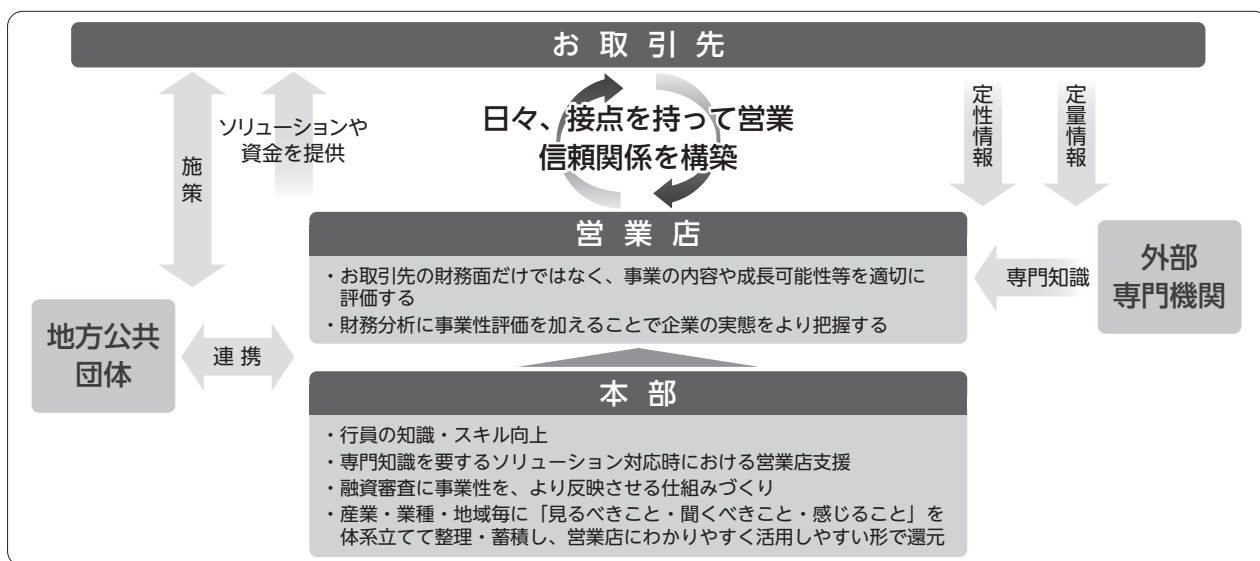 お取引先
施策
ソリューションや
資金を提供
日々、接点を持って営業
信頼関係を構築
定性情報
定量情報
営業店
・お取引先の財務面だけではなく、事業の内容や成長可能性等を適切に
評価する
・財務分析に事業性評価を加えることで企業の実態をより把握する
専門知識
外部
専門機関
地方公共
団体
連携
本部
・行員の知識・スキル向上
・専門知識を要するソリューション対応時における営業店支援
・融資審査に事業性を、より反映させる仕組みづくり
・産業・業種・地域毎に「見るべきこと・聞くべきこと・感じること」を
体系立てて整理・蓄積し、営業店にわかりやすく活用しやすい形で還元